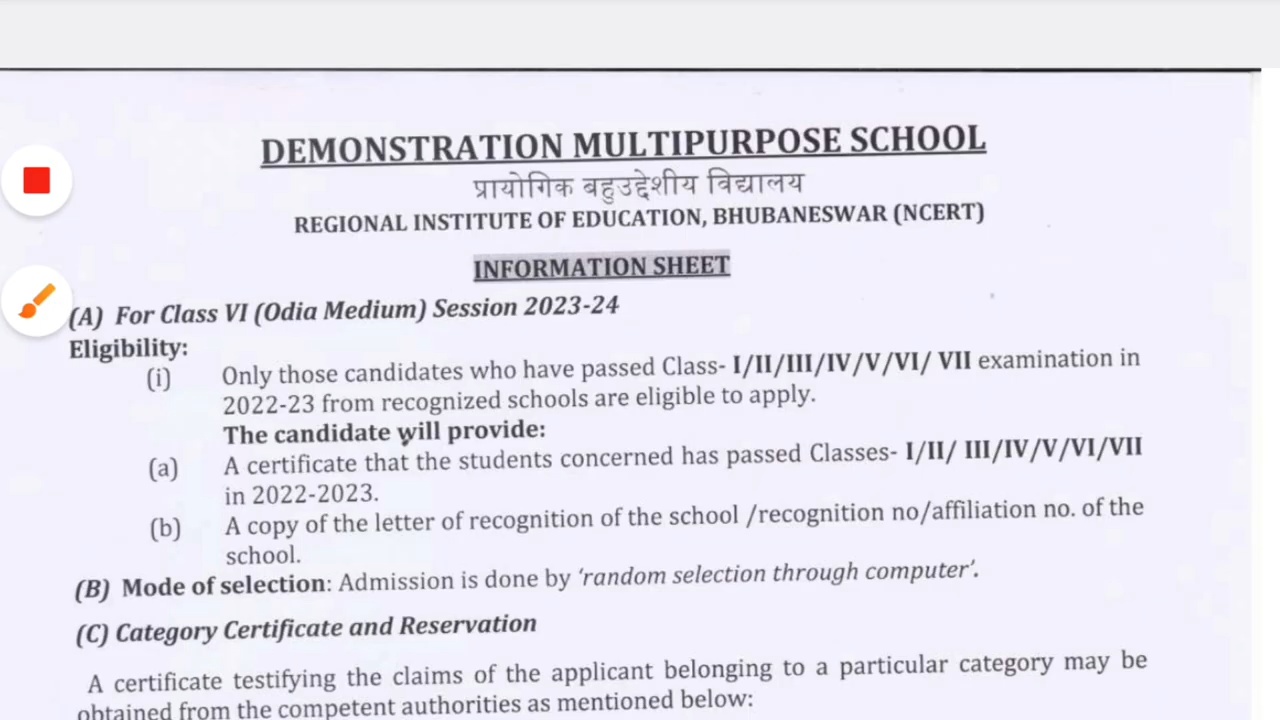 DEMONSTRATION MULTIPURPOSE SCHOOL
प्रायोगिक बहुउद्देशीय विद्यालय
REGIONAL INSTITUTE OF EDUCATION, BHUBANESWAR (NCERT)
INFORMATION SHEET
(A) For Class VI (Odia Medium) Session 2023-24
Eligibility:
(i) Only those candidates who have passed Class- I/II/III/IV/V/VI/ VII examination in
2022-23 from recognized schools are eligible to apply.
The candidate will provide:
(a) A certificate that the students concerned has passed Classes- I/II/ III/IV/V/VI/VII
in 2022-2023.
(b) A copy of the letter of recognition of the school /recognition no/affiliation no. of the
school.
(B) Mode of selection: Admission is done by ‘random selection through computer’.
(C) Category Certificate and Reservation
A certificate testifying the claims of the applicant belonging to a particular category may be
obtained from the competent authorities as mentioned below: